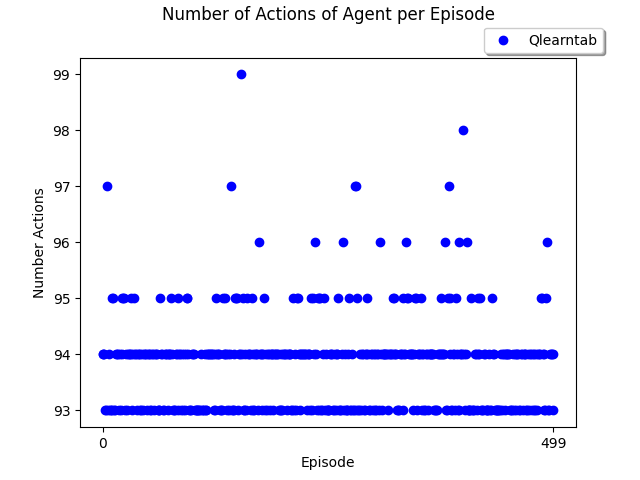 Number of Actions of Agent per Episode
Qlearntab
99
98
97
96
95
94
93
Number Actions
0
499
Episode